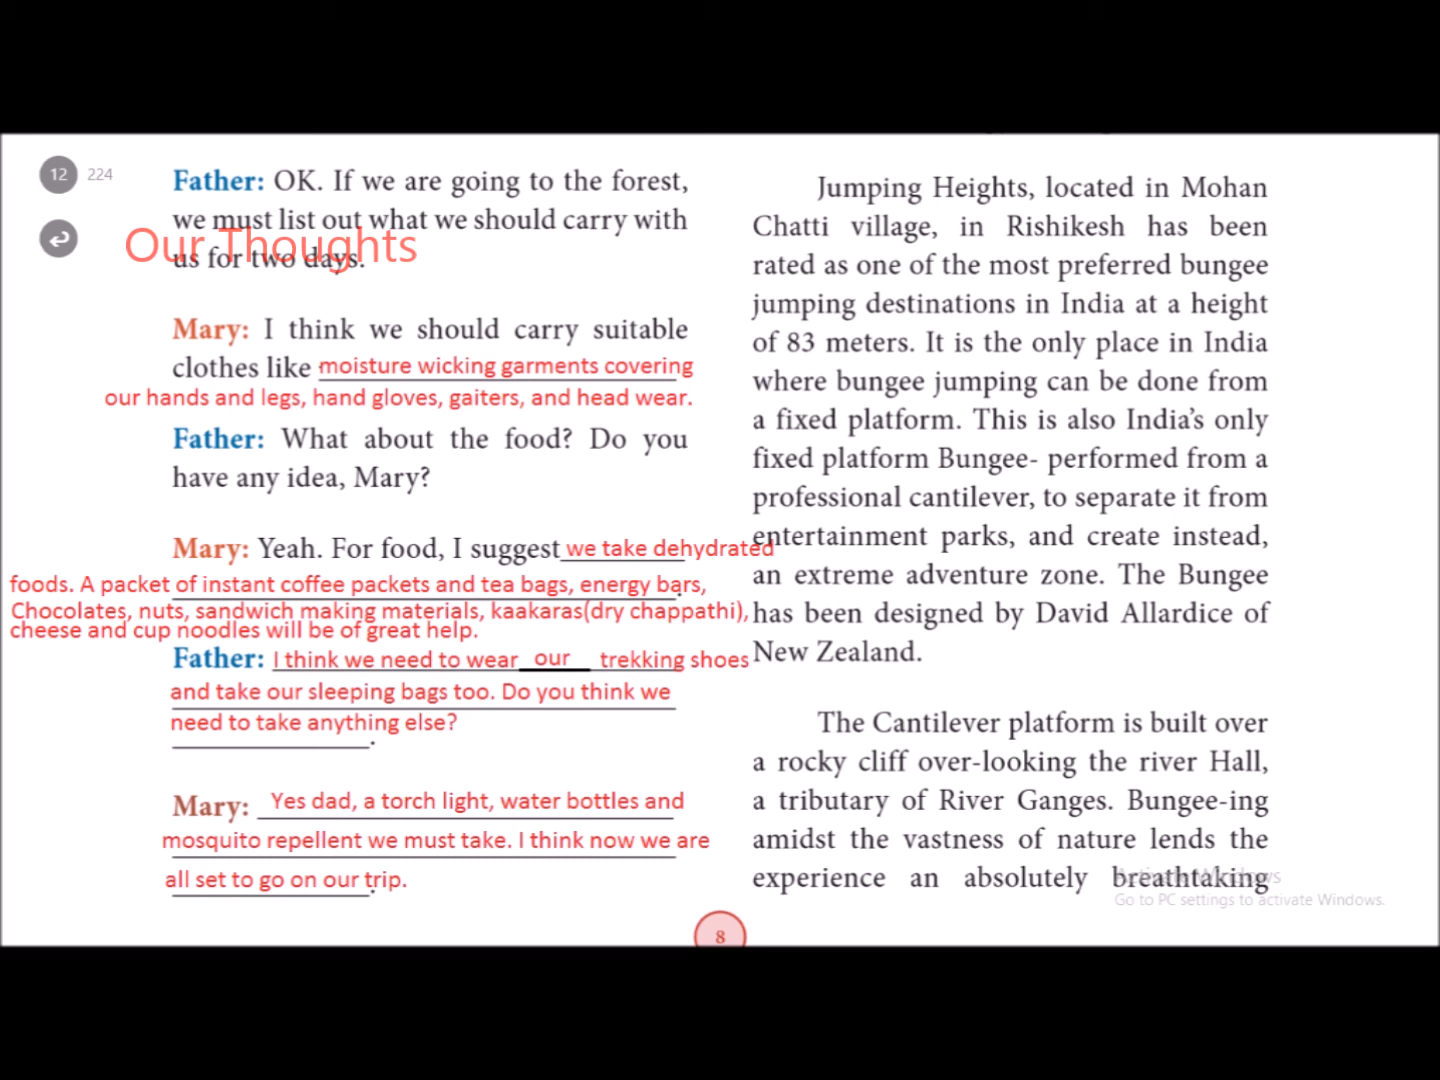 12 224
Father: OK. If we are going to the forest,
we must list out what we should carry with
us for two days.
Our Thoughts
Mary: I think we should carry suitable
clothes like moisture wicking garments covering
our hands and legs, hand gloves, gaiters, and head wear.
Father: What about the food? Do you
have any idea, Mary?
Mary: Yeah. For food, I suggest we take dehydrated
foods. A packet of instant coffee packets and tea bags, energy bars,
Chocolates, nuts, sandwich making materials, kaakaras(dry chappathi),
cheese and cup noodles will be of great help.
Father: I think we need to wear our trekking shoes
and take our sleeping bags too. Do you think we
need to take anything else?
.
Mary: Yes dad, a torch light, water bottles and
mosquito repellent we must take. I think now we are
all set to go on our trip.
Jumping Heights, located in Mohan
Chatti village, in Rishikesh has been
rated as one of the most preferred bungee
jumping destinations in India at a height
of 83 meters. It is the only place in India
where bungee jumping can be done from
a fixed platform. This is also India's only
fixed platform Bungee- performed from a
professional cantilever, to separate it from
entertainment parks, and create instead,
an extreme adventure zone. The Bungee
has been designed by David Allardice of
New Zealand.
The Cantilever platform is built over
a rocky cliff over-looking the river Hall,
a tributary of River Ganges. Bungee-ing
amidst the vastness of nature lends the
experience an absolutely breathtaking
Activate Windows
Go to PC settings to activate Windows.
8